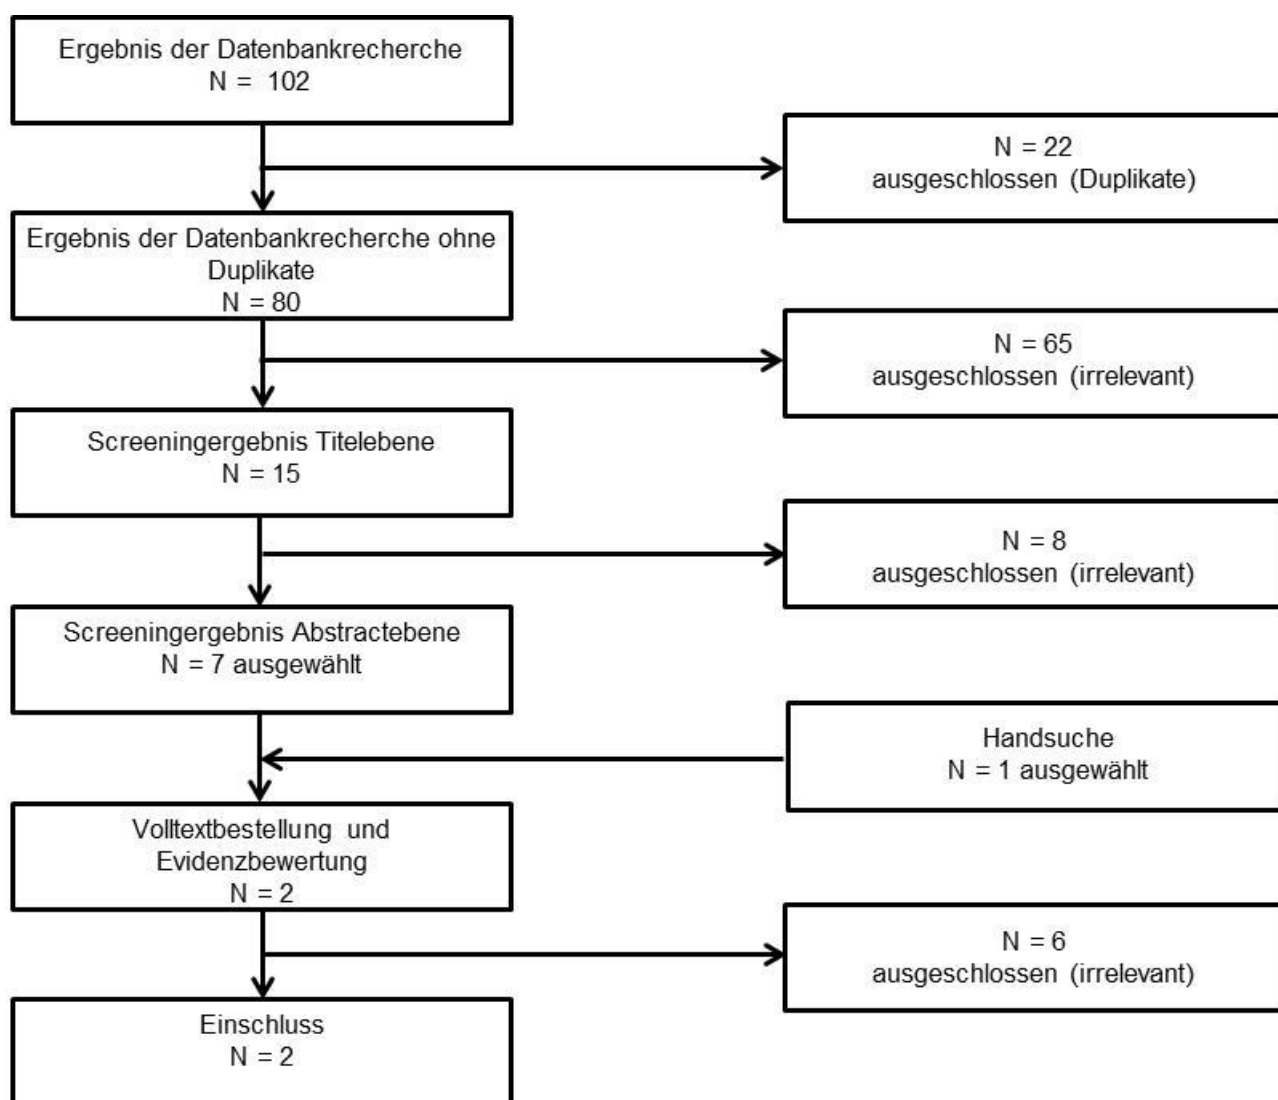 Ergebnis der Datenbankrecherche
N = 102
N = 22
ausgeschlossen (Duplikate)
Ergebnis der Datenbankrecherche ohne
Duplikate
N = 80
N = 65
ausgeschlossen (irrelevant)
Screeningergebnis Titelebene
N = 15
N = 8
ausgeschlossen (irrelevant)
Screeningergebnis Abstractebene
N = 7 ausgewählt
Handsuche
N = 1 ausgewählt
Volltextbestellung und
Evidenzbewertung
N = 2
N = 6
ausgeschlossen (irrelevant)
Einschluss
N = 2